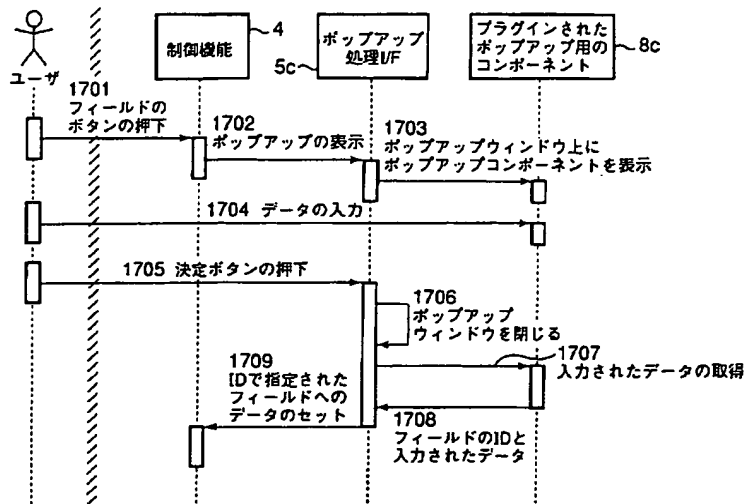 ユーザ
制御機能
4
ポップアップ
処理I/F
5c
プラグインされた
ポップアップ用の
コンポーネント
8c
1701
フィールドの
ボタンの押下
1702
ポップアップの表示
1703
ポップアップウィンドウ上に
ポップアップコンポーネントを表示
1704 データの入力
1705 決定ボタンの押下
1706
ポップアップ
ウィンドウを閉じる
1707
入力されたデータの取得
1708
フィールドのIDと
入力されたデータ
1709
IDで指定された
フィールドへの
データのセット